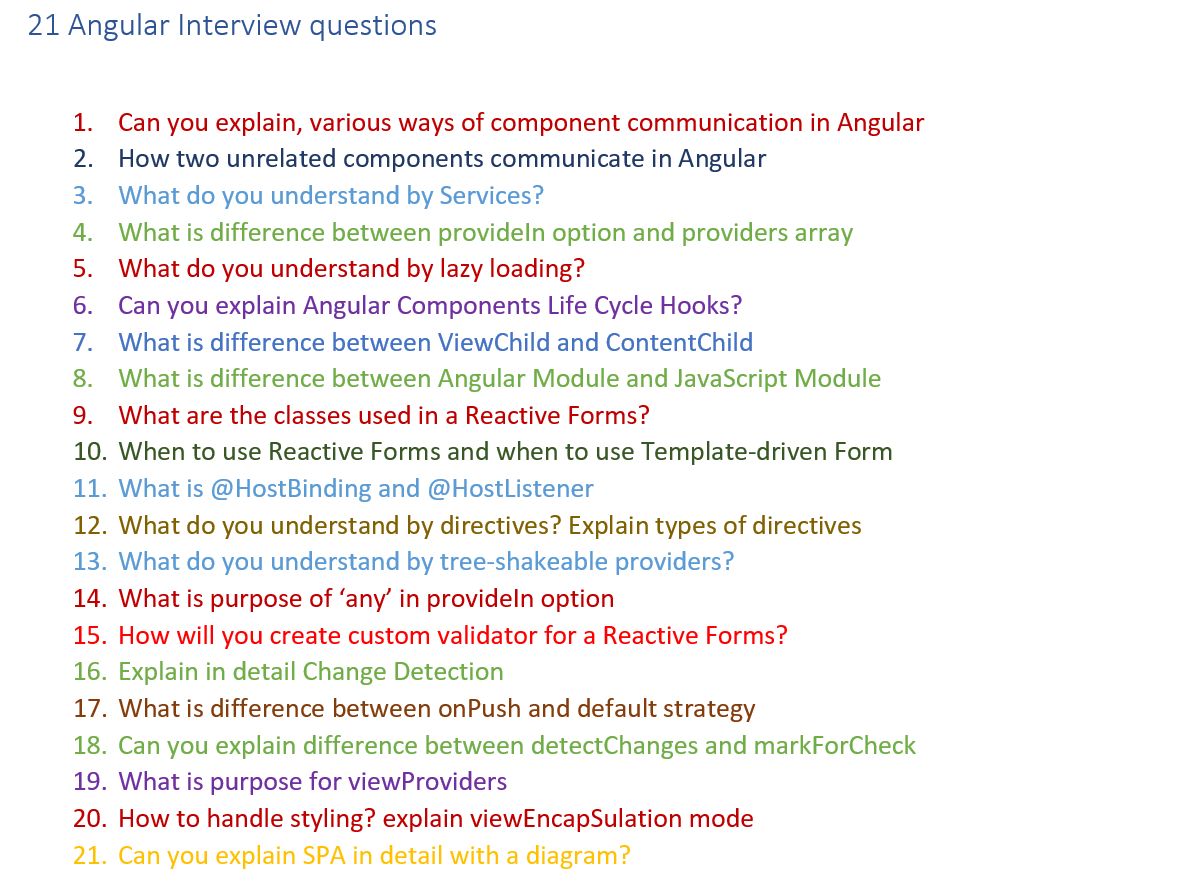 21 Angular Interview questions
1. Can you explain, various ways of component communication in Angular
2. How two unrelated components communicate in Angular
3. What do you understand by Services?
4. What is difference between provideIn option and providers array
5. What do you understand by lazy loading?
6. Can you explain Angular Components Life Cycle Hooks?
7. What is difference between ViewChild and ContentChild
8. What is difference between Angular Module and JavaScript Module
9. What are the classes used in a Reactive Forms?
10. When to use Reactive Forms and when to use Template-driven Form
11. What is @HostBinding and @HostListener
12. What do you understand by directives? Explain types of directives
13. What do you understand by tree-shakeable providers?
14. What is purpose of ‘any’ in provideIn option
15. How will you create custom validator for a Reactive Forms?
16. Explain in detail Change Detection
17. What is difference between onPush and default strategy
18. Can you explain difference between detectChanges and markForCheck
19. What is purpose for viewProviders
20. How to handle styling? explain viewEncapSulation mode
21. Can you explain SPA in detail with a diagram?